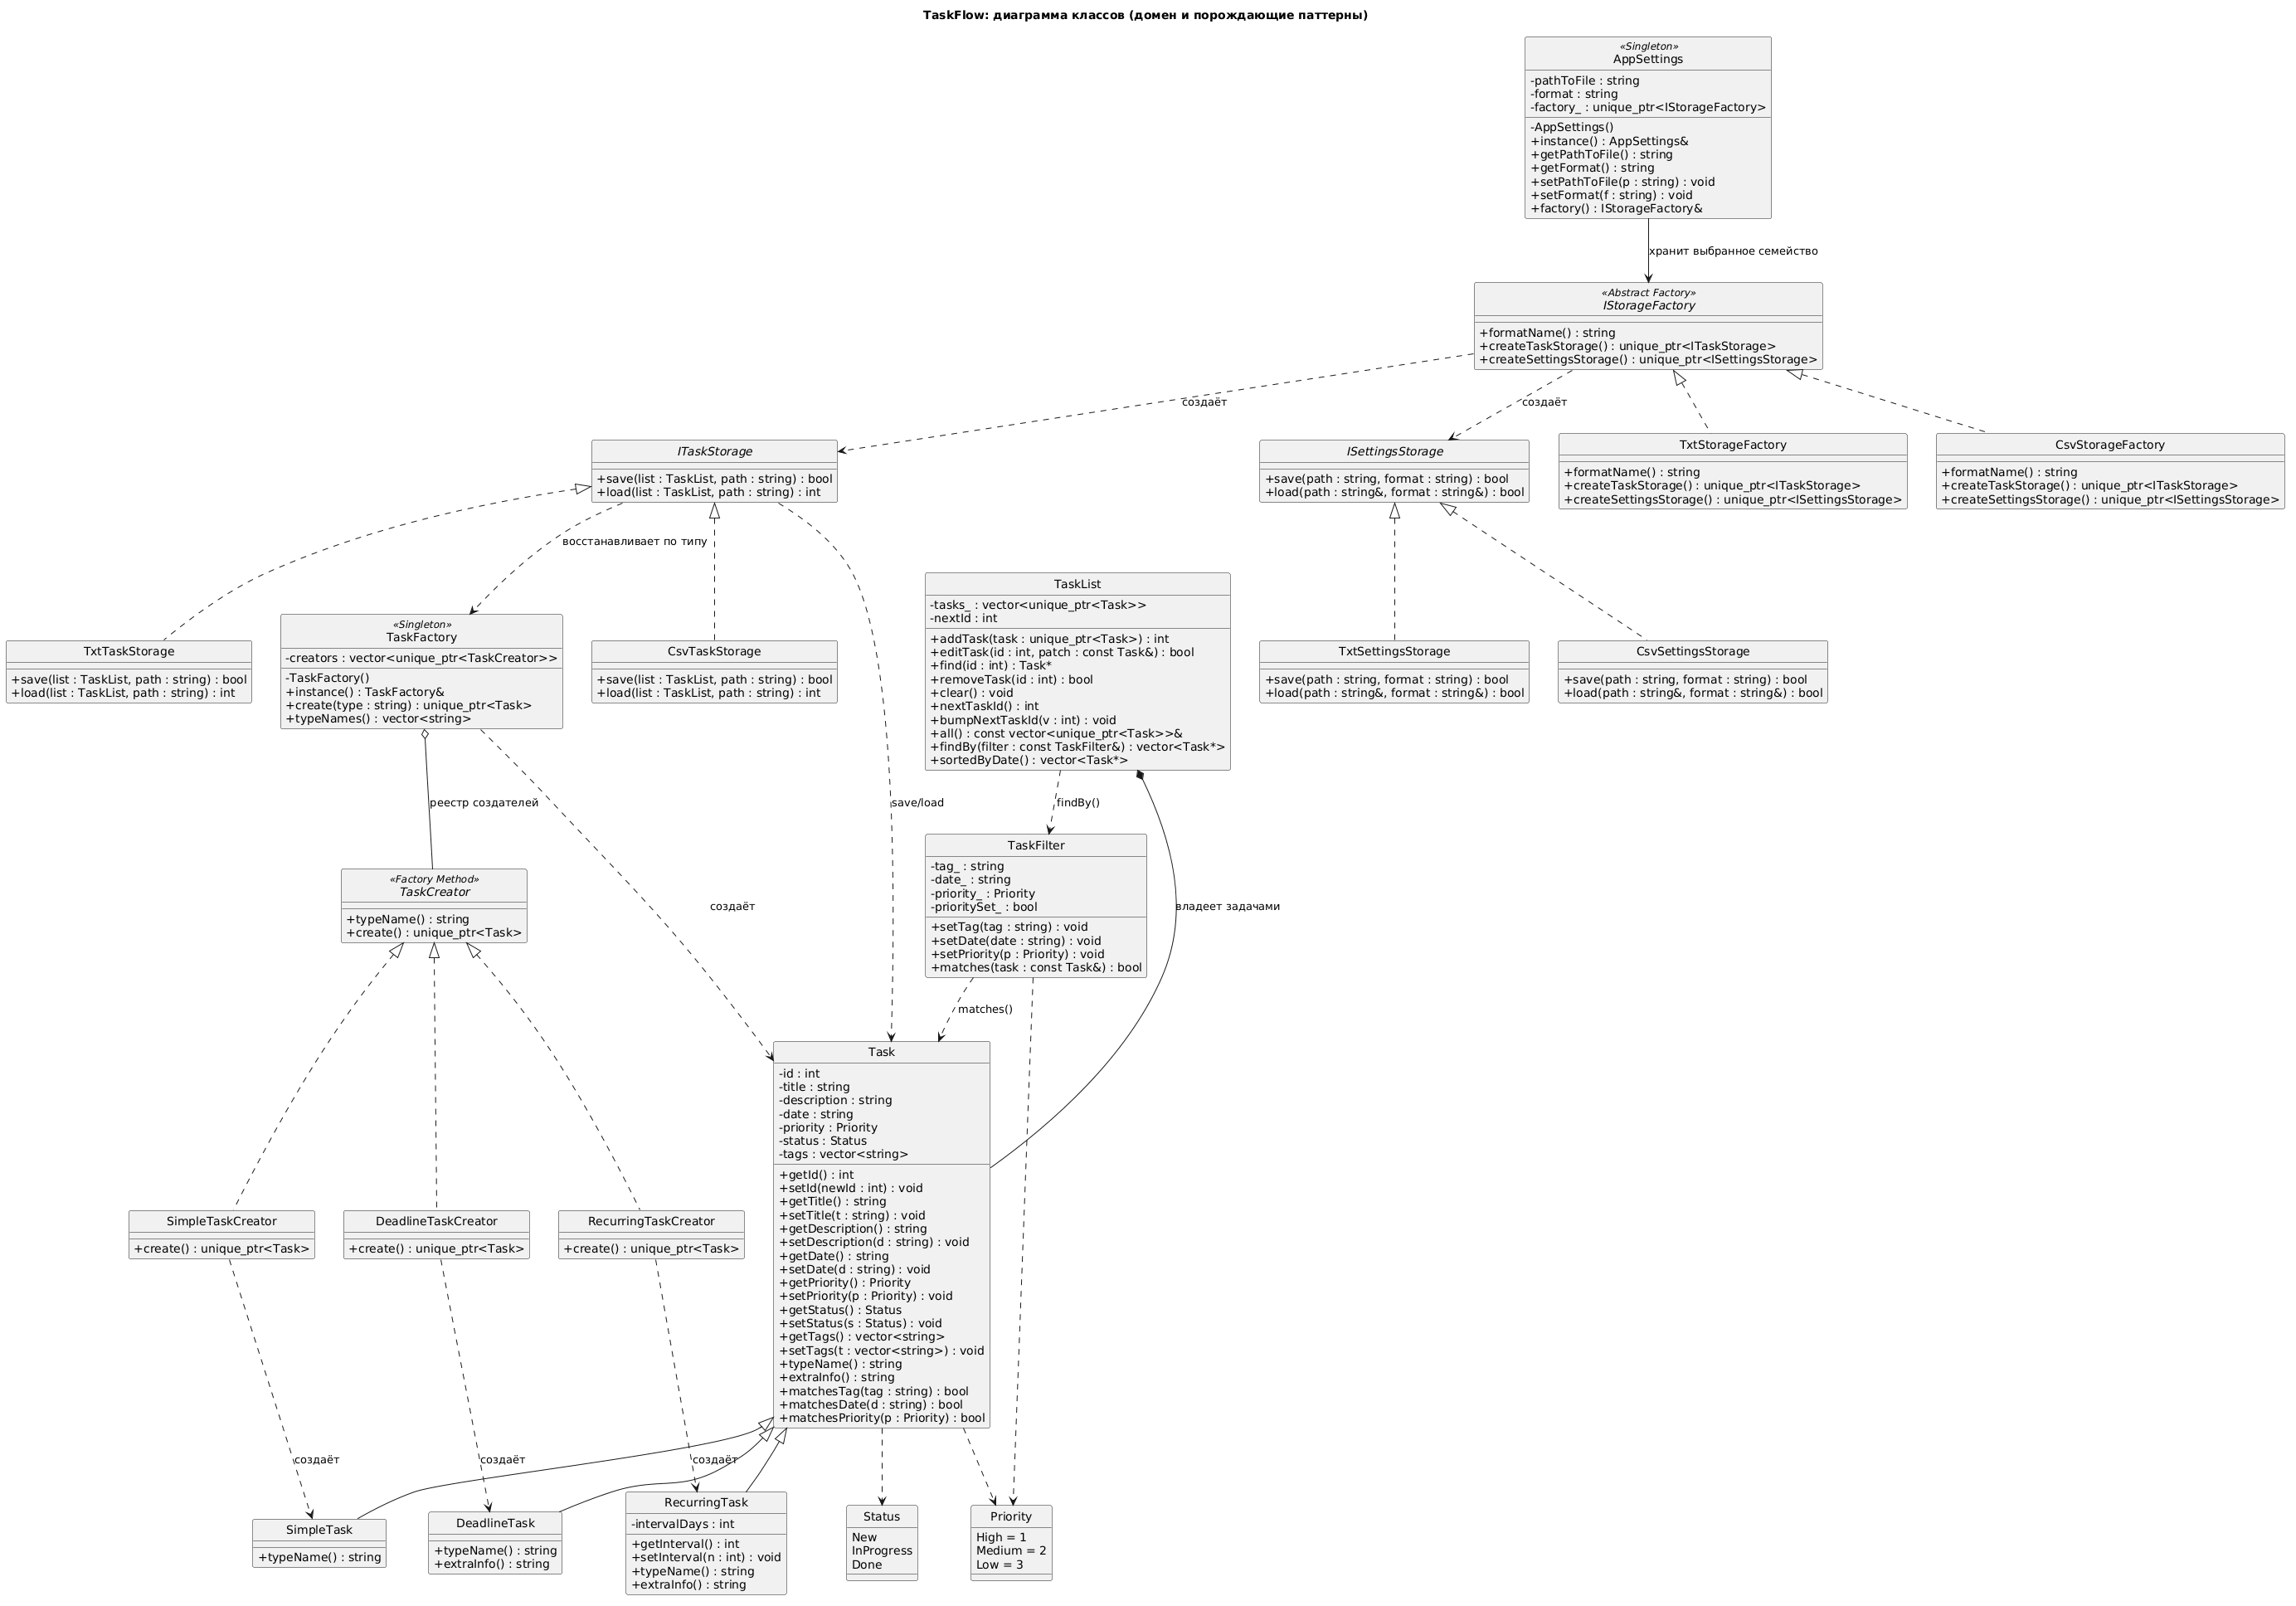 TaskFlow: диаграмма классов (домен и порождающие паттерны)
«Singleton»
AppSettings
-pathToFile : string
-format : string
-factory_ : unique_ptr<IStorageFactory>
-AppSettings()
+instance() : AppSettings&
+getPathToFile() : string
+getFormat() : string
+setPathToFile(p : string) : void
+setFormat(f : string) : void
+factory() : IStorageFactory&
хранит выбранное семейство
«Abstract Factory»
IStorageFactory
+formatName() : string
+createTaskStorage() : unique_ptr<ITaskStorage>
+createSettingsStorage() : unique_ptr<ISettingsStorage>
создаёт
создаёт
ITaskStorage
+save(list : TaskList, path : string) : bool
+load(list : TaskList, path : string) : int
ISettingsStorage
+save(path : string, format : string) : bool
+load(path : string&, format : string&) : bool
TxtStorageFactory
+formatName() : string
+createTaskStorage() : unique_ptr<ITaskStorage>
+createSettingsStorage() : unique_ptr<ISettingsStorage>
CsvStorageFactory
+formatName() : string
+createTaskStorage() : unique_ptr<ITaskStorage>
+createSettingsStorage() : unique_ptr<ISettingsStorage>
восстанавливает по типу
TxtTaskStorage
+save(list : TaskList, path : string) : bool
+load(list : TaskList, path : string) : int
«Singleton»
TaskFactory
-creators : vector<unique_ptr<TaskCreator>>
-TaskFactory()
+instance() : TaskFactory&
+create(type : string) : unique_ptr<Task>
+typeNames() : vector<string>
CsvTaskStorage
+save(list : TaskList, path : string) : bool
+load(list : TaskList, path : string) : int
TaskList
-tasks_ : vector<unique_ptr<Task>>
-nextId : int
+addTask(task : unique_ptr<Task>) : int
+editTask(id : int, patch : const Task&) : bool
+find(id : int) : Task*
+removeTask(id : int) : bool
+clear() : void
+nextTaskId() : int
+bumpNextTaskId(v : int) : void
+all() : const vector<unique_ptr<Task>>&
+findBy(filter : const TaskFilter&) : vector<Task*>
+sortedByDate() : vector<Task*>
TxtSettingsStorage
+save(path : string, format : string) : bool
+load(path : string&, format : string&) : bool
CsvSettingsStorage
+save(path : string, format : string) : bool
+load(path : string&, format : string&) : bool
реестр создателей
save/load
findBy()
«Factory Method»
TaskCreator
+typeName() : string
+create() : unique_ptr<Task>
создаёт
TaskFilter
-tag_ : string
-date_ : string
-priority_ : Priority
-prioritySet_ : bool
+setTag(tag : string) : void
+setDate(date : string) : void
+setPriority(p : Priority) : void
+matches(task : const Task&) : bool
владеет задачами
matches()
Task
-id : int
-title : string
-description : string
-date : string
-priority : Priority
-status : Status
-tags : vector<string>
+getId() : int
+setId(newId : int) : void
+getTitle() : string
+setTitle(t : string) : void
+getDescription() : string
+setDescription(d : string) : void
+getDate() : string
+setDate(d : string) : void
+getPriority() : Priority
+setPriority(p : Priority) : void
+getStatus() : Status
+setStatus(s : Status) : void
+getTags() : vector<string>
+setTags(t : vector<string>) : void
+typeName() : string
+extraInfo() : string
+matchesTag(tag : string) : bool
+matchesDate(d : string) : bool
+matchesPriority(p : Priority) : bool
SimpleTaskCreator
+create() : unique_ptr<Task>
DeadlineTaskCreator
+create() : unique_ptr<Task>
RecurringTaskCreator
+create() : unique_ptr<Task>
создаёт
создаёт
создаёт
SimpleTask
+typeName() : string
DeadlineTask
+typeName() : string
+extraInfo() : string
RecurringTask
-intervalDays : int
+getInterval() : int
+setInterval(n : int) : void
+typeName() : string
+extraInfo() : string
Status
New
InProgress
Done
Priority
High = 1
Medium = 2
Low = 3